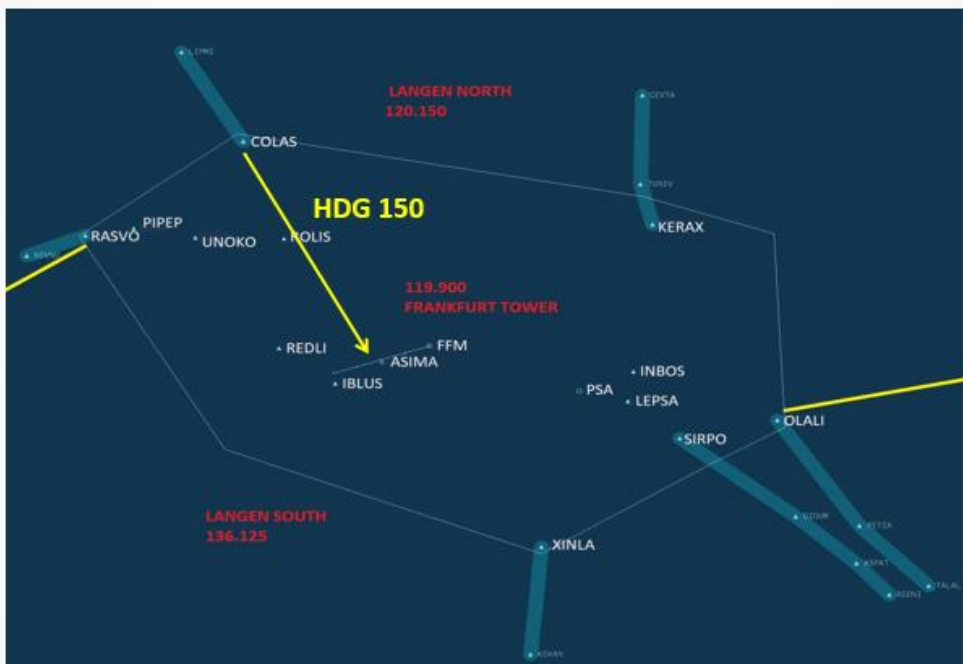 LANGEN NORTH
120.150
COLAS
HDG 150
PIPEP
RASVO
UNOKO
ROLIS
KERAX
119.900
FRANKFURT TOWER
REDLI
FFM
ASIMA
IBLUS
INBOS
PSA
LEPSA
OLALI
SIRPO
LANGEN SOUTH
136.125
XINLA
TALAL